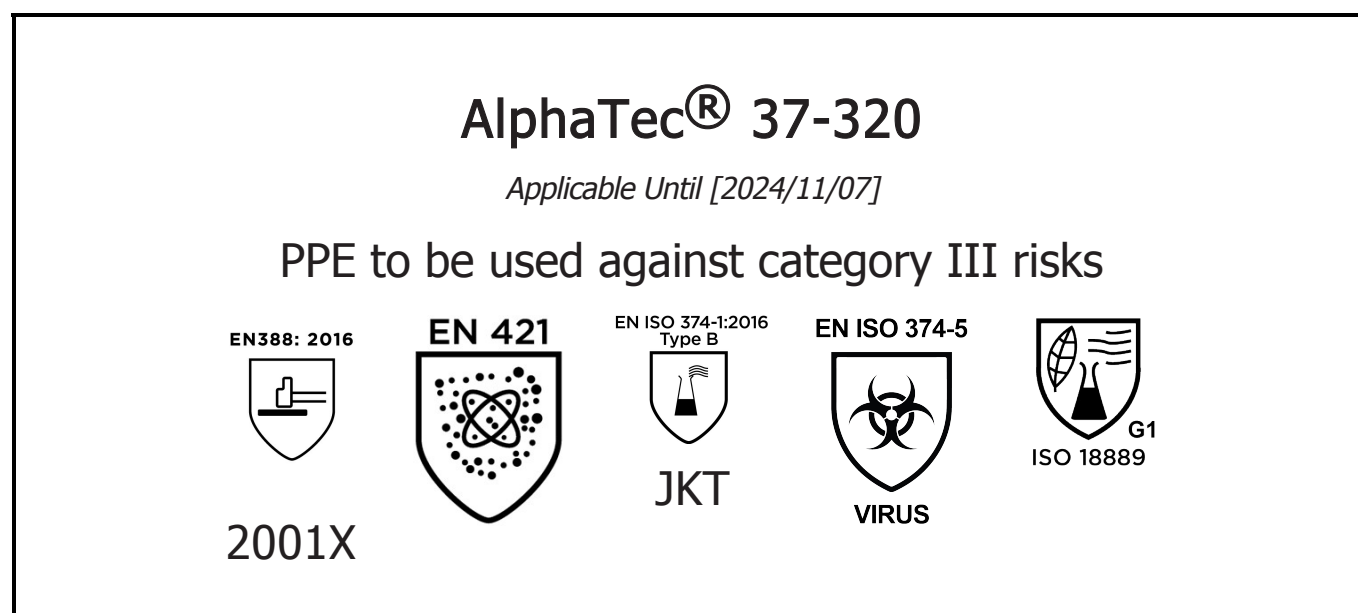 AlphaTec® 37-320
Applicable Until [2024/11/07]
PPE to be used against category III risks
EN388: 2016
2001X
EN 421
EN ISO 374-1:2016
Type B
JKT
EN ISO 374-5
VIRUS
G1
ISO 18889